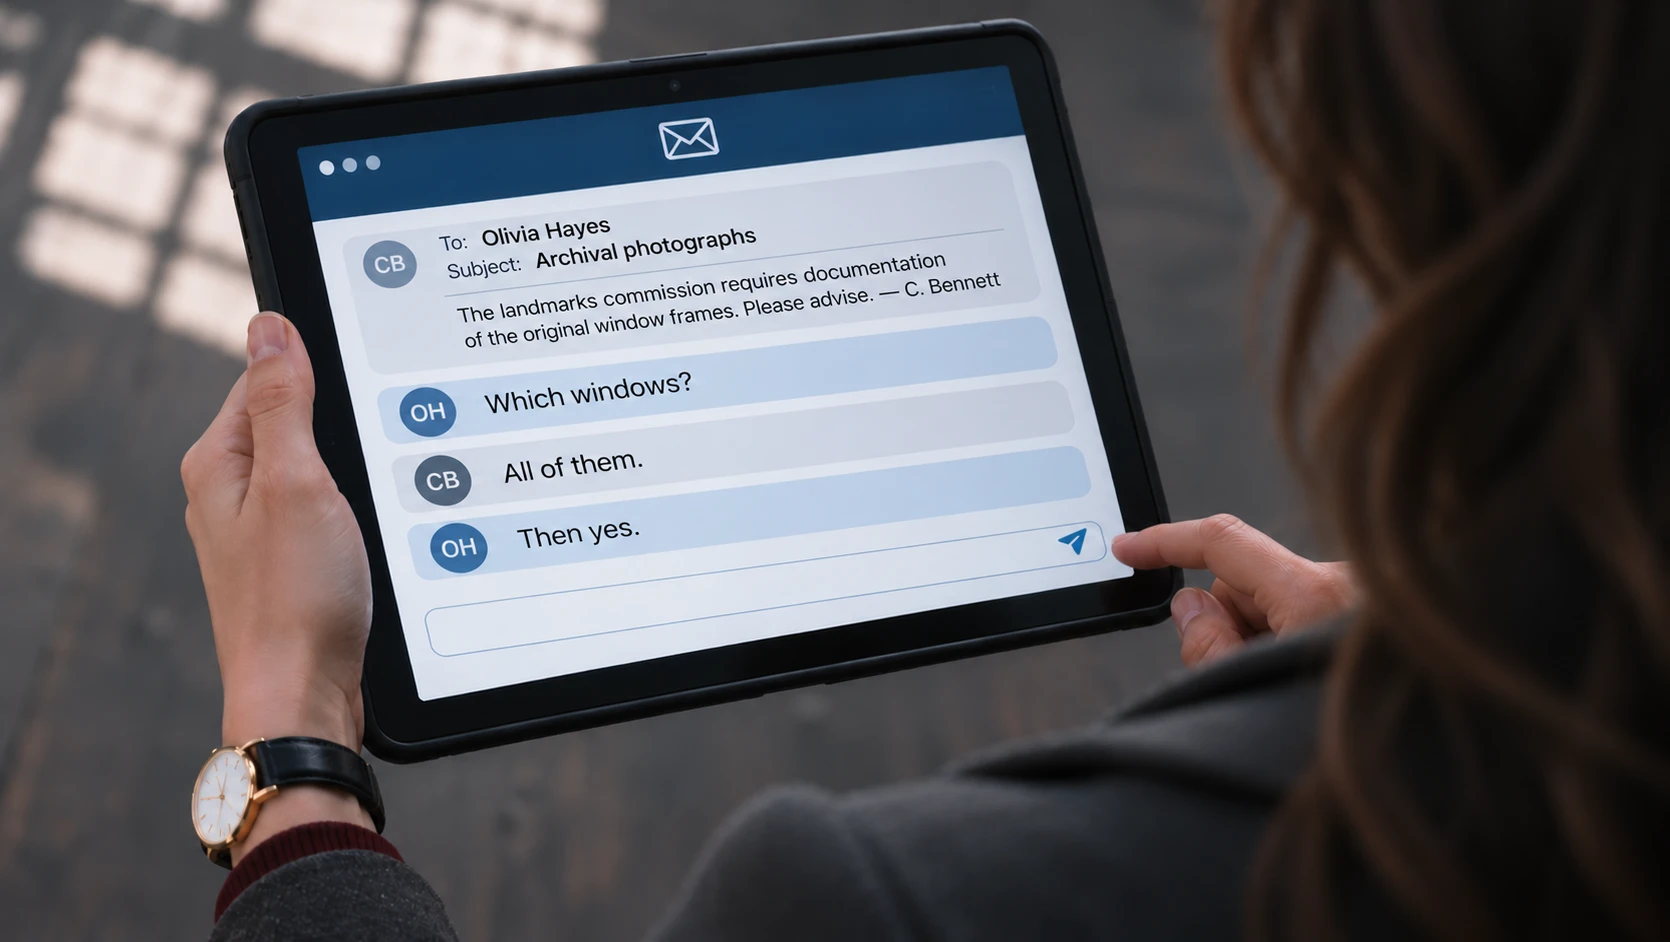 CB
To: Olivia Hayes
Subject: Archival photographs
The landmarks commission requires documentation
of the original window frames. Please advise. — C. Bennett
OH
Which windows?
CB
All of them.
OH
Then yes.